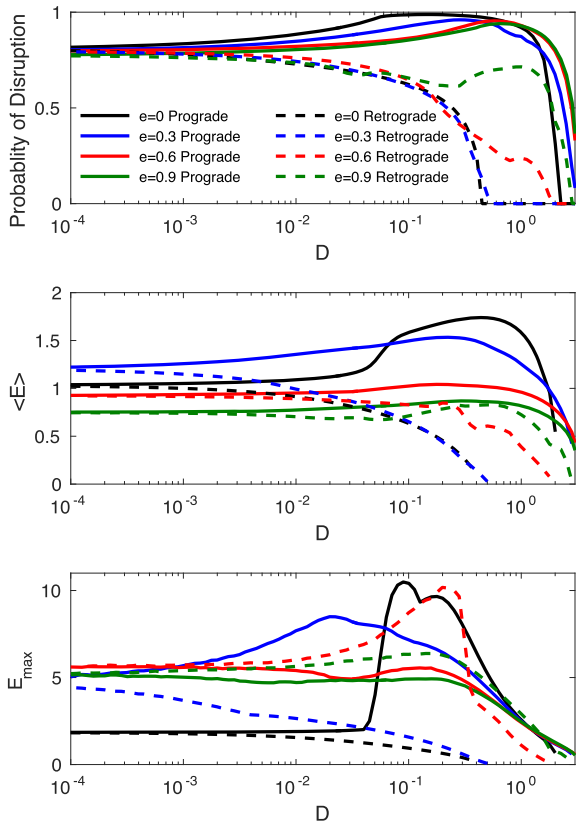 Probablity of Disruption
1
0.5
0
e=0 Prograde
e=0.3 Prograde
e=0.6 Prograde
e=0.9 Prograde
e=0 Retrograde
e=0.3 Retrograde
e=0.6 Retrograde
e=0.9 Retrograde
10^-4 10^-3 10^-2 10^-1 10^0
D
<E>
2
1.5
1
0.5
0
10^-4 10^-3 10^-2 10^-1 10^0
D
E_max
10
5
0
10^-4 10^-3 10^-2 10^-1 10^0
D